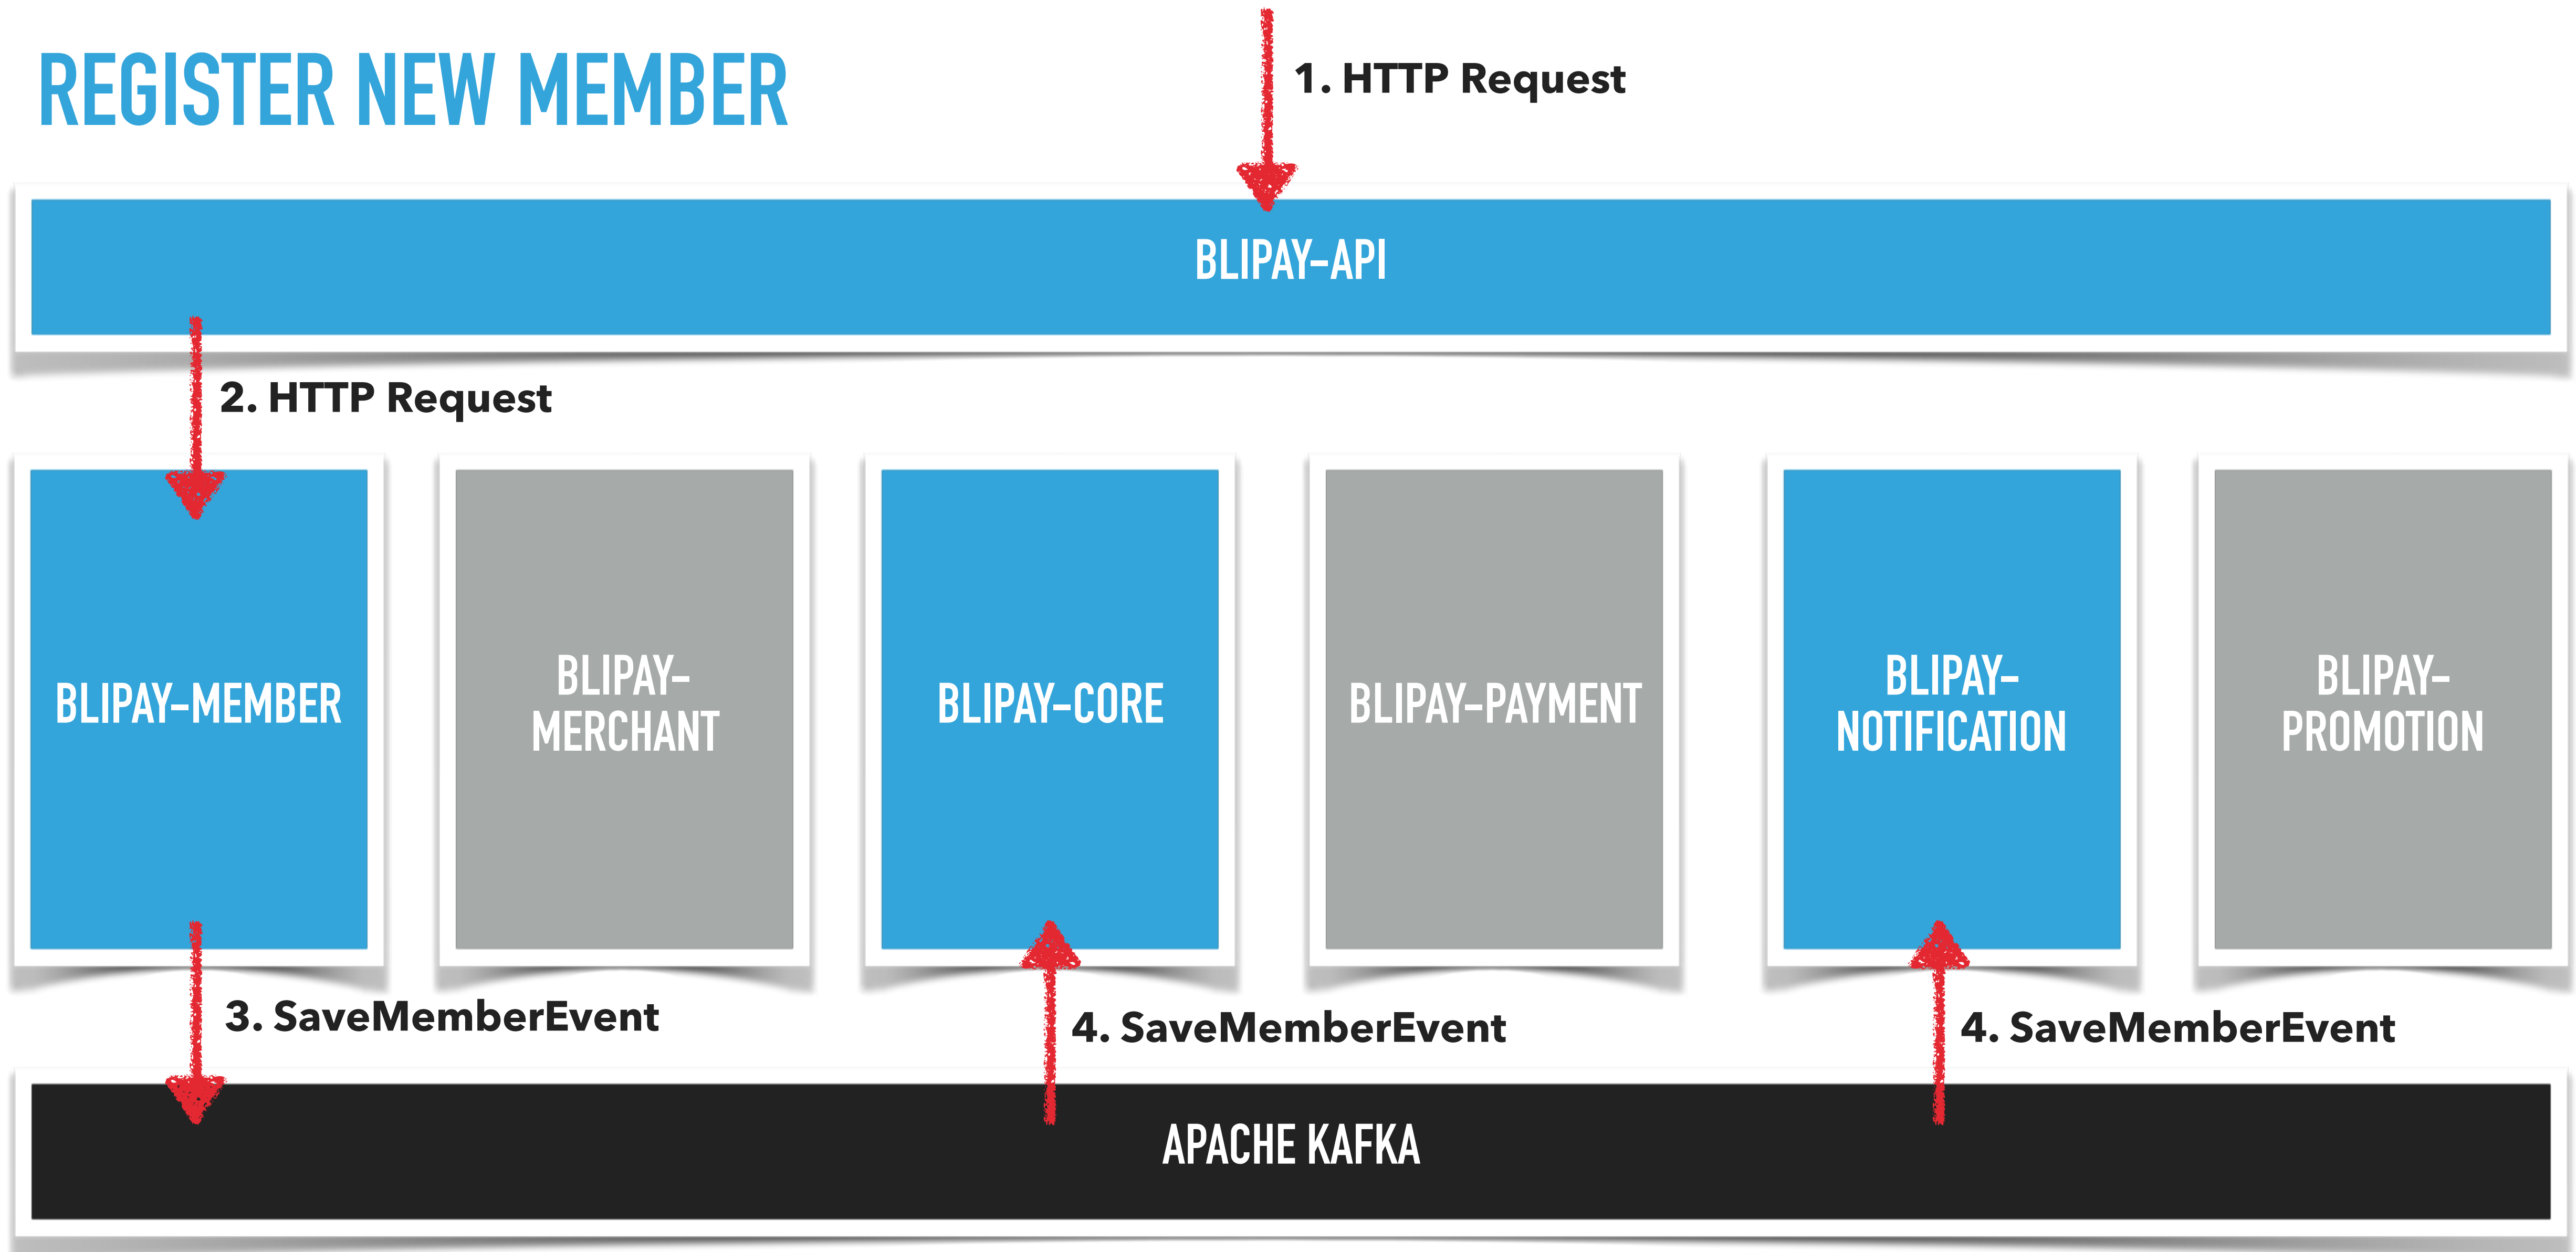 REGISTER NEW MEMBER
1. HTTP Request
BLIPAY-API
2. HTTP Request
BLIPAY-MEMBER
BLIPAY-
MERCHANT
BLIPAY-CORE
BLIPAY-PAYMENT
BLIPAY-
NOTIFICATION
BLIPAY-
PROMOTION
3. SaveMemberEvent
4. SaveMemberEvent
4. SaveMemberEvent
APACHE KAFKA